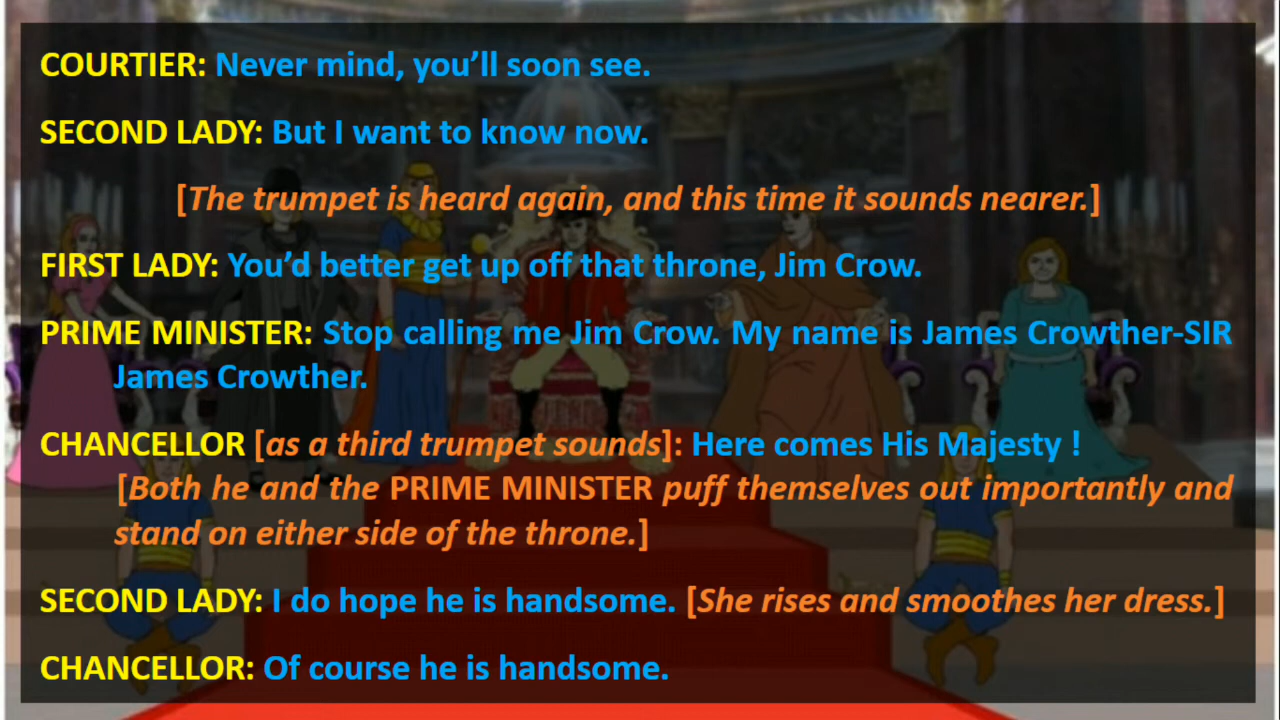 COURTIER: Never mind, you’ll soon see.
SECOND LADY: But I want to know now.
[The trumpet is heard again, and this time it sounds nearer.]
FIRST LADY: You’d better get up off that throne, Jim Crow.
PRIME MINISTER: Stop calling me Jim Crow. My name is James Crowther-SIR
James Crowther.
CHANCELLOR [as a third trumpet sounds]: Here comes His Majesty !
[Both he and the PRIME MINISTER puff themselves out importantly and
stand on either side of the throne.]
SECOND LADY: I do hope he is handsome. [She rises and smoothes her dress.]
CHANCELLOR: Of course he is handsome.